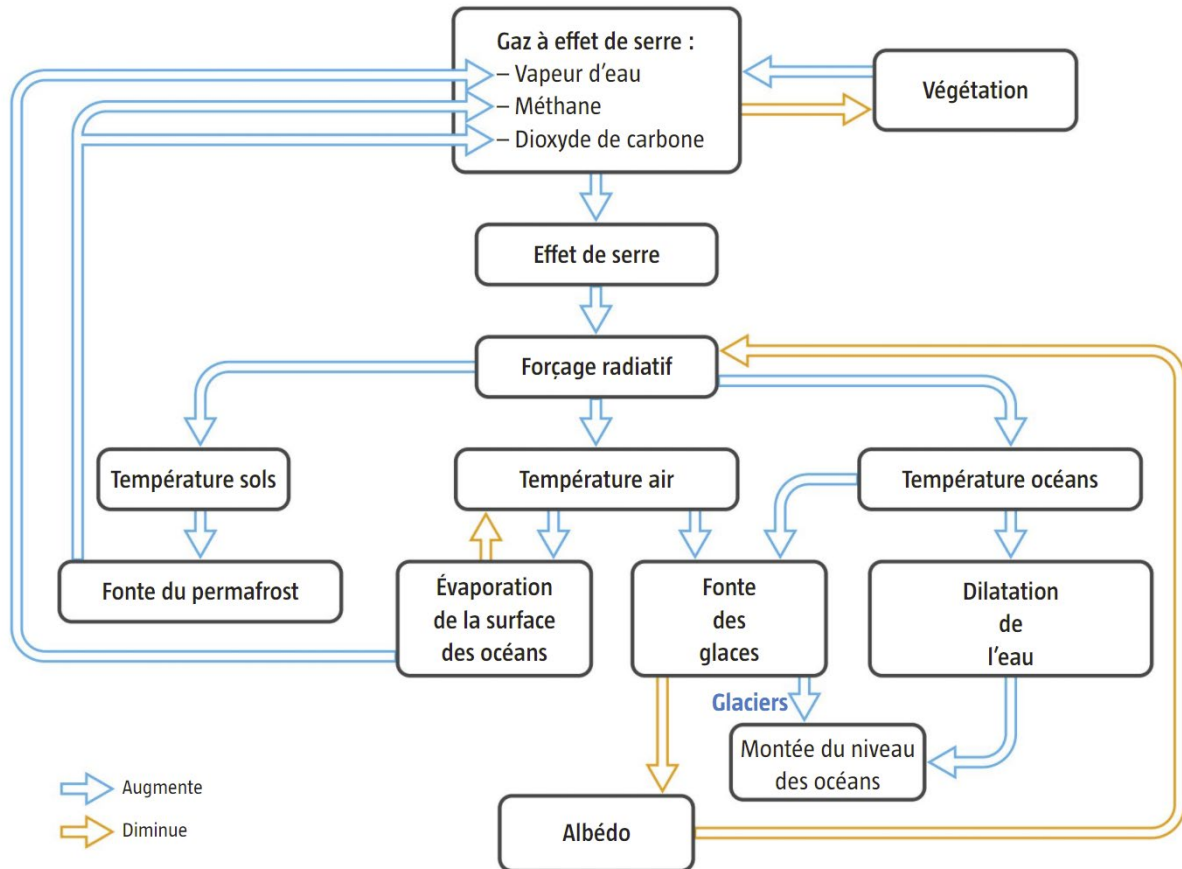 Gaz à effet de serre :
– Vapeur d’eau
– Méthane
– Dioxyde de carbone
Végétation
Effet de serre
Forçage radiatif
Température sols
Température air
Température océans
Fonte du permafrost
Évaporation
de la surface
des océans
Fonte
des
glaces
Dilatation
de
l’eau
Glaciers
Montée du niveau
des océans
Albédo
Augmente
Diminue